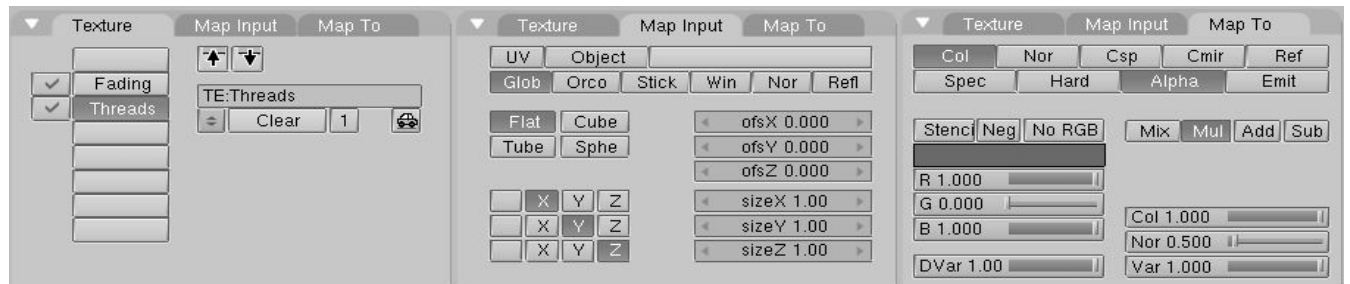 Texture Map Input Map To
Fading
Threads
TE:Threads
Clear 1
Texture Map Input Map To
UV Object
Glob Orco Stick Win Nor Refl
Flat Cube ofsX 0.000
Tube Sphe ofsY 0.000
ofsZ 0.000
X Y Z sizeX 1.00
X Y Z sizeY 1.00
X Y Z sizeZ 1.00
Texture Map Input Map To
Col Nor Csp Cmir Ref
Spec Hard Alpha Emit
Stenci Neg No RGB Mix Mul Add Sub
R 1.000
G 0.000
B 1.000
Col 1.000
Nor 0.500
DVar 1.00 Var 1.000